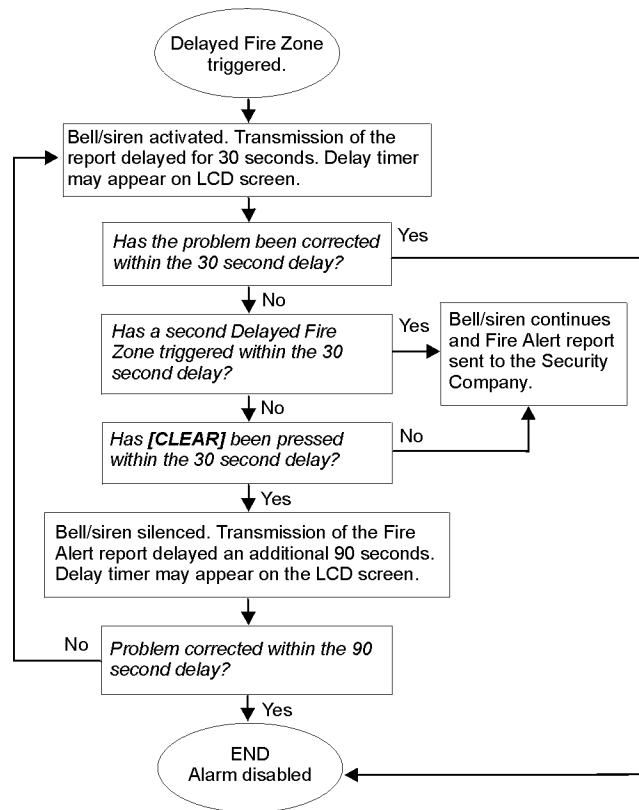 Delayed Fire Zone
triggered.
Bell/siren activated. Transmission of the
report delayed for 30 seconds. Delay timer
may appear on LCD screen.
Has the problem been corrected
within the 30 second delay?
Yes
No
Has a second Delayed Fire
Zone triggered within the 30
second delay?
Yes
Bell/siren continues
and Fire Alert report
sent to the Security
Company.
No
Has [CLEAR] been pressed
within the 30 second delay?
No
Yes
Bell/siren silenced. Transmission of the Fire
Alert report delayed an additional 90 seconds.
Delay timer may appear on the LCD screen.
No
Problem corrected within the 90
second delay?
Yes
END
Alarm disabled